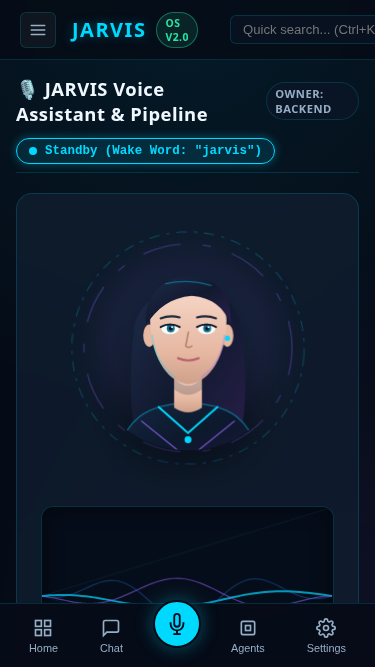 JARVIS
OS
V2.0
Quick search... (Ctrl+K
🎙️ JARVIS Voice
Assistant & Pipeline
OWNER:
BACKEND
Standby (Wake Word: "jarvis")
Home
Chat
Agents
Settings